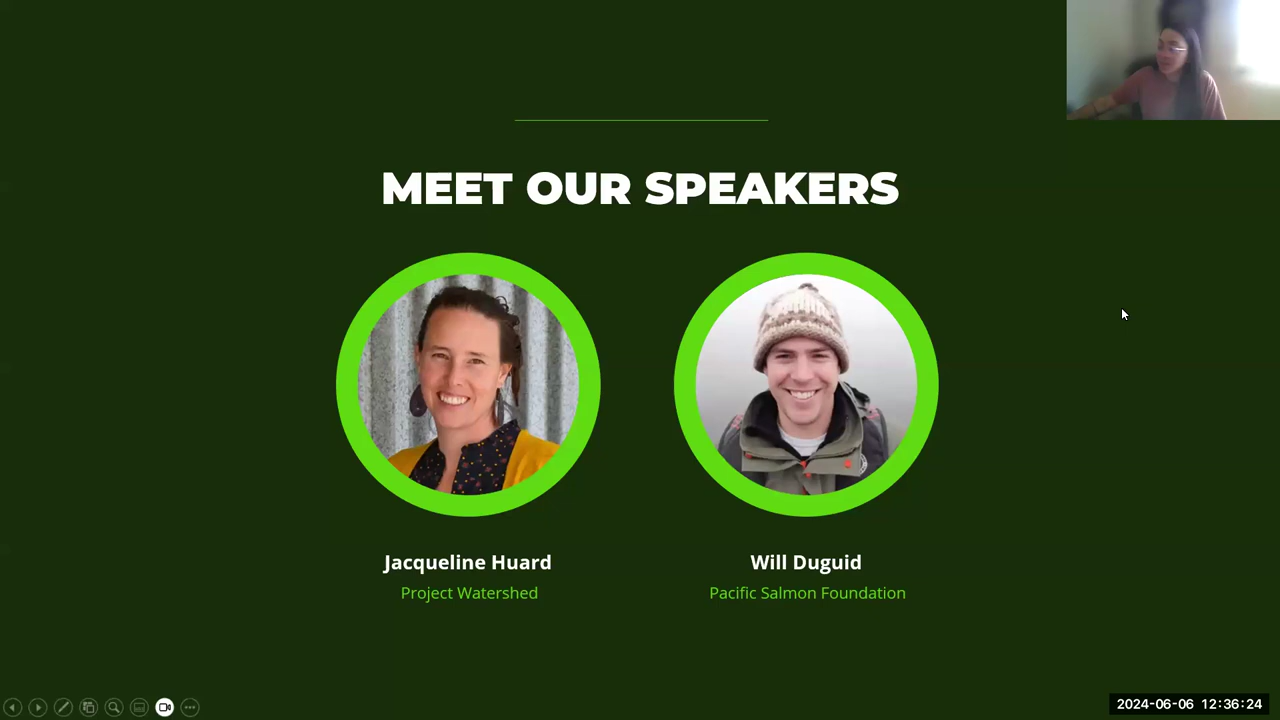 MEET OUR SPEAKERS
Jacqueline Huard
Will Duguid
Project Watershed
Pacific Salmon Foundation
2024-06-06 12:36:24